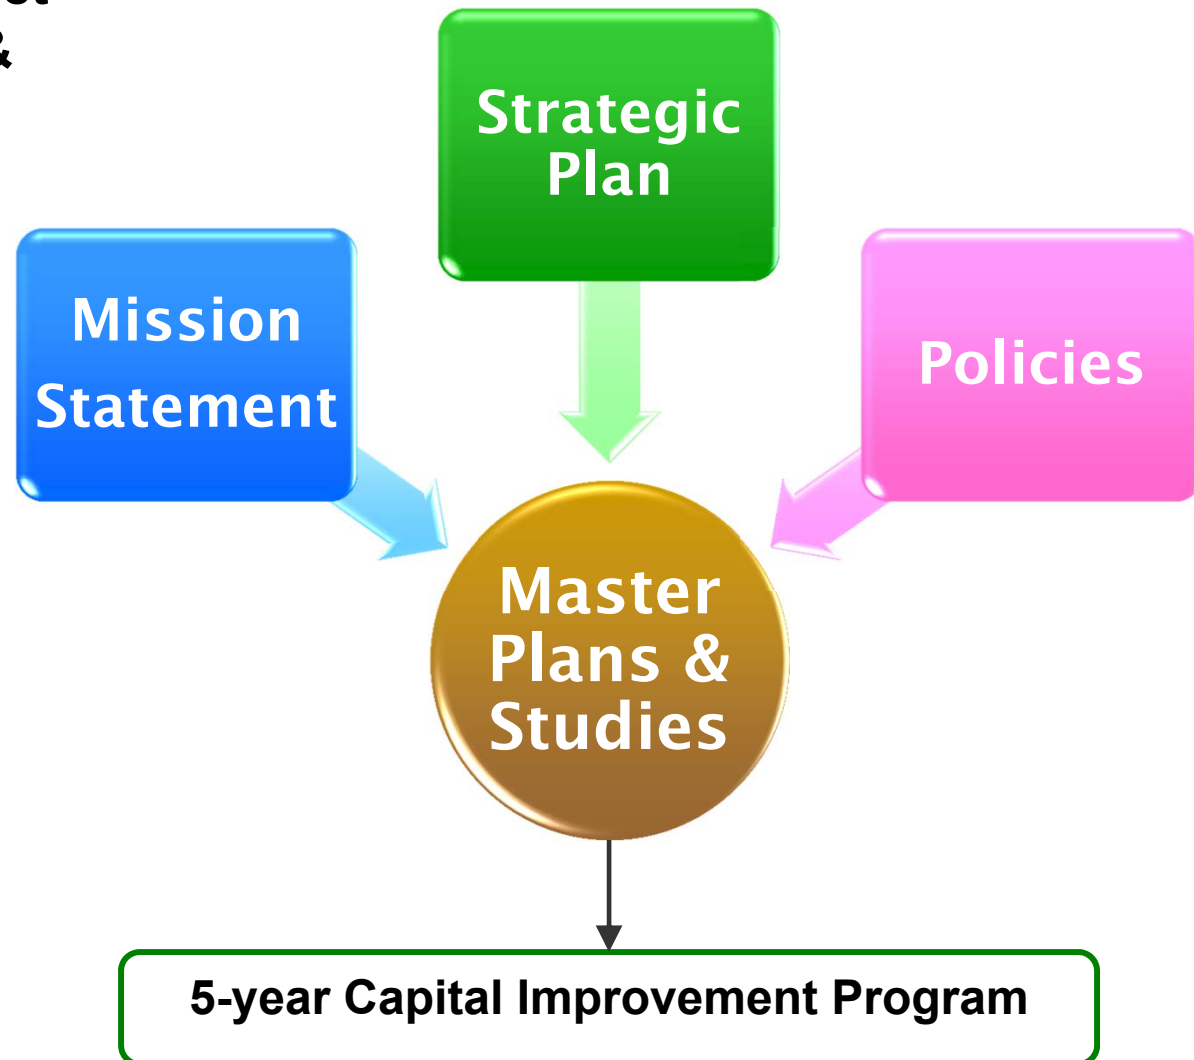 &
Strategic
Plan
Mission
Statement
Policies
Master
Plans &
Studies
5-year Capital Improvement Program